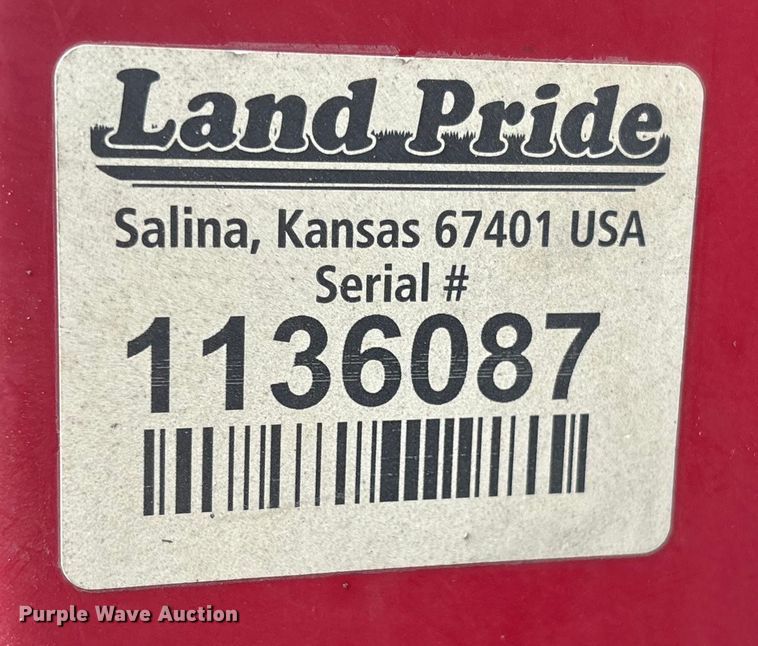 Land Pride
Salina, Kansas 67401 USA
Serial #
1136087
Purple Wave Auction